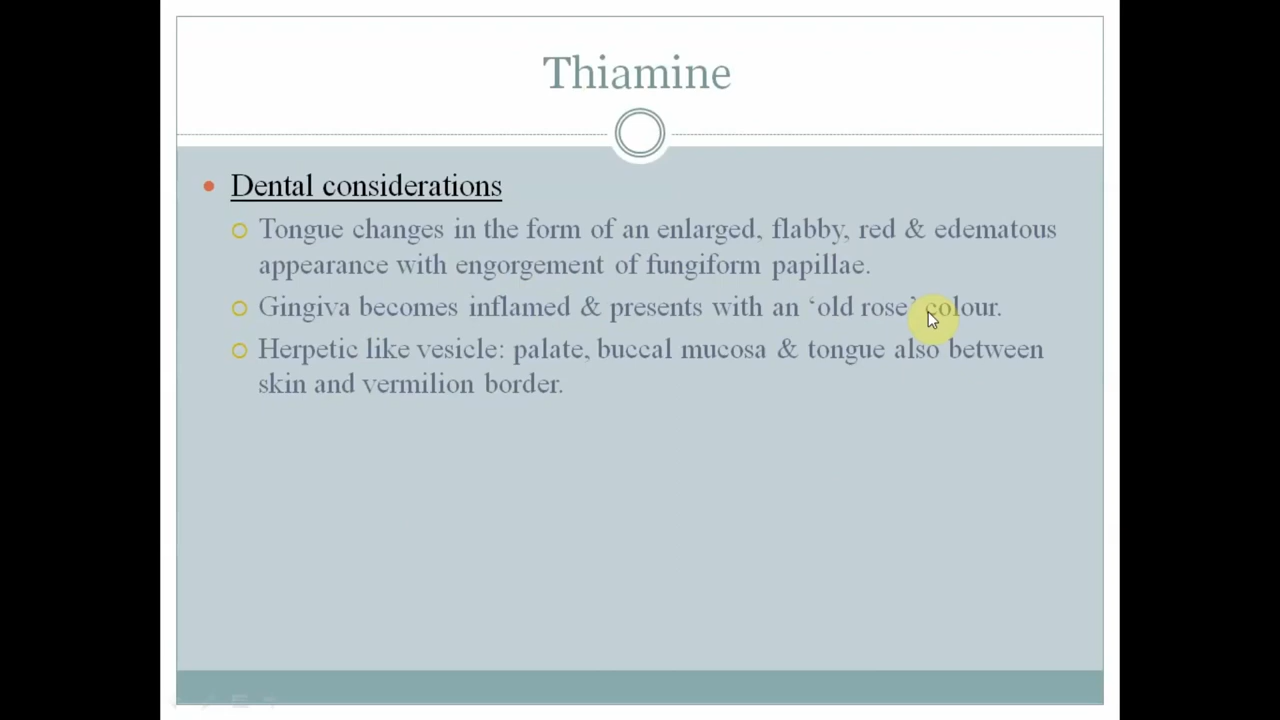 Thiamine
Dental considerations
Tongue changes in the form of an enlarged, flabby, red & edematous
appearance with engorgement of fungiform papillae.
Gingiva becomes inflamed & presents with an ‘old rose’ colour.
Herpetic like vesicle: palate, buccal mucosa & tongue also between
skin and vermilion border.